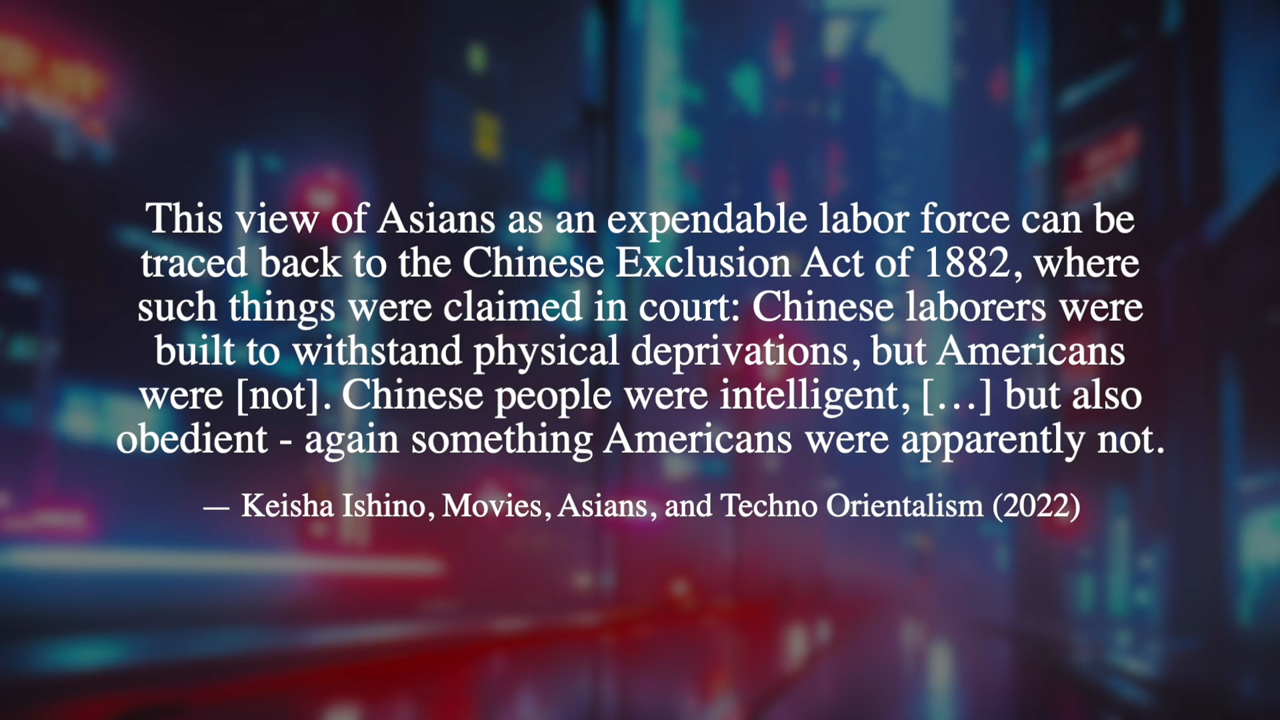 This view of Asians as an expendable labor force can be
traced back to the Chinese Exclusion Act of 1882, where
such things were claimed in court: Chinese laborers were
built to withstand physical deprivations, but Americans
were [not]. Chinese people were intelligent, […] but also
obedient - again something Americans were apparently not.
— Keisha Ishino, Movies, Asians, and Techno Orientalism (2022)